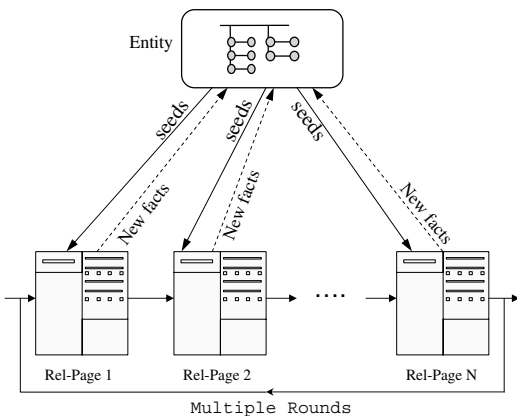 Entity
seeds
seeds
seeds
New facts
New facts
New facts
....
Rel-Page 1
Rel-Page 2
Rel-Page N
Multiple Rounds